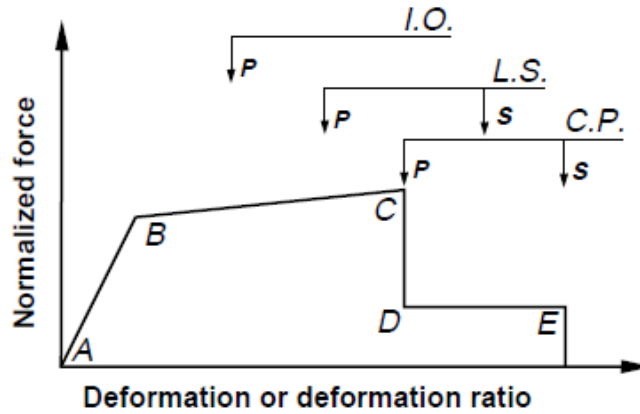 I.O.
P
L.S.
P
S
C.P.
P
S
C
B
D
E
A
Normalized force
Deformation or deformation ratio